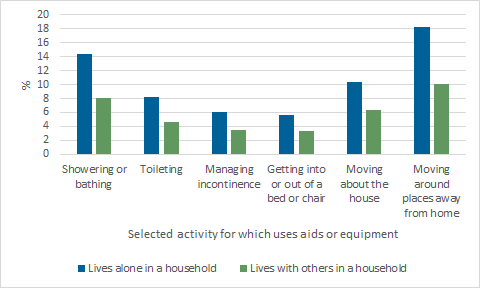 20
18
16
14
12
10
8
6
4
2
0
%
Showering or
bathing
Toileting
Managing
incontinence
Getting into
or out of a
bed or chair
Moving
about the
house
Moving
around
places away
from home
Selected activity for which uses aids or equipment
Lives alone in a household
Lives with others in a household